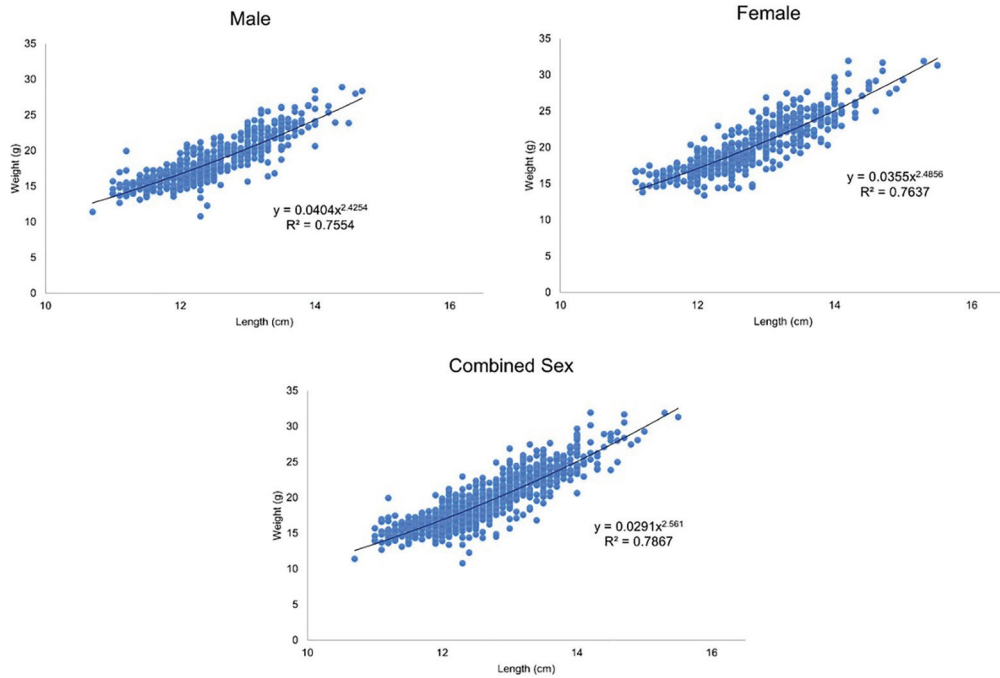 Male
35
30
25
20
15
10
5
0
Weight (g)
10 12 14 16
Length (cm)
y = 0.0404x^2.4254
R² = 0.7554
Female
35
30
25
20
15
10
5
0
Weight (g)
10 12 14 16
Length (cm)
y = 0.0355x^2.4856
R² = 0.7637
Combined Sex
35
30
25
20
15
10
5
0
Weight (g)
10 12 14 16
Length (cm)
y = 0.0291x^2.561
R² = 0.7867